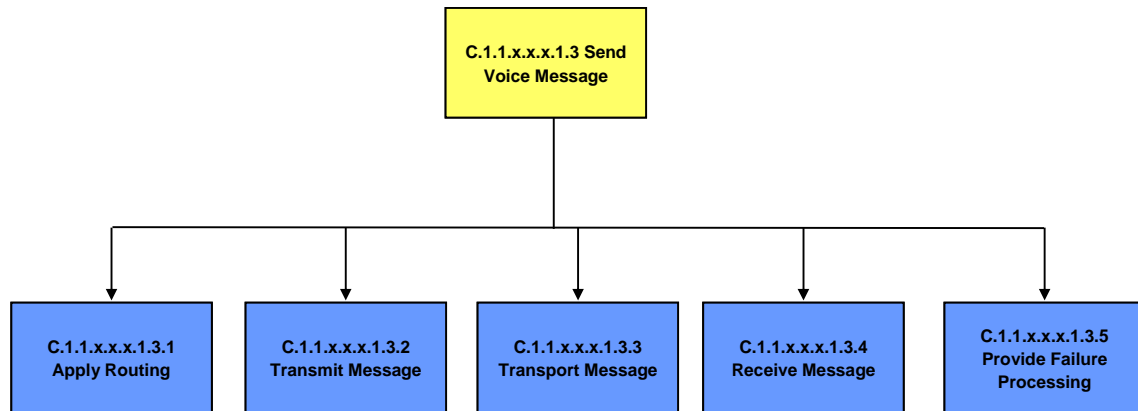 C.1.1.x.x.x.1.3 Send
Voice Message
C.1.1.x.x.x.1.3.1
Apply Routing
C.1.1.x.x.x.1.3.2
Transmit Message
C.1.1.x.x.x.1.3.3
Transport Message
C.1.1.x.x.x.1.3.4
Receive Message
C.1.1.x.x.x.1.3.5
Provide Failure
Processing